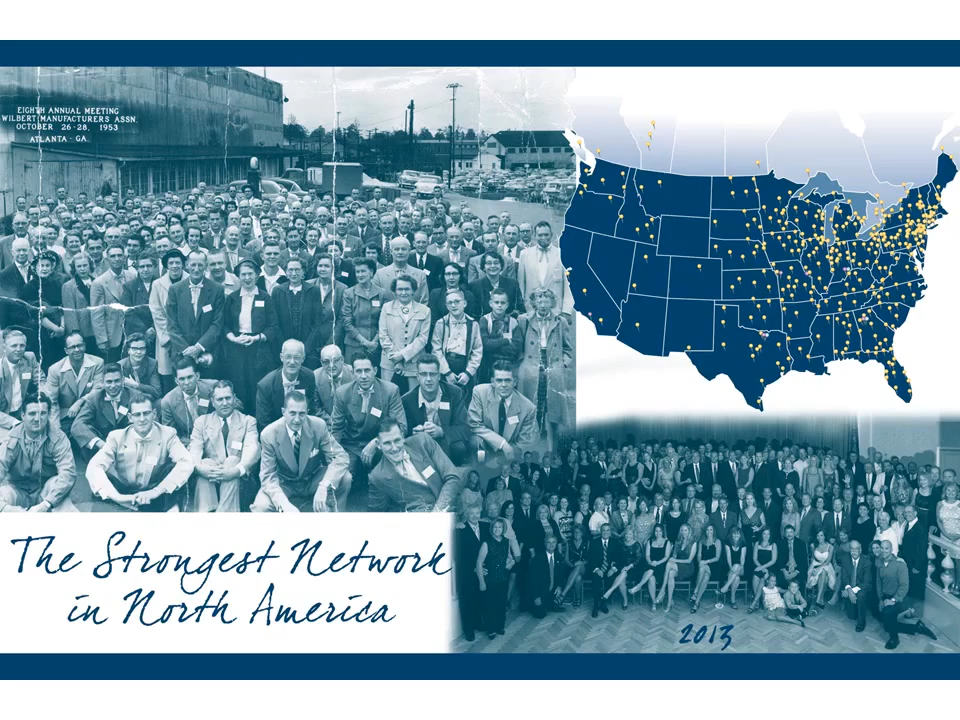 EIGHTH ANNUAL MEETING
WILBERT MANUFACTURERS ASSN.
OCTOBER 26-28, 1953
ATLANTA - GA.
The Strongest Network
in North America
2013